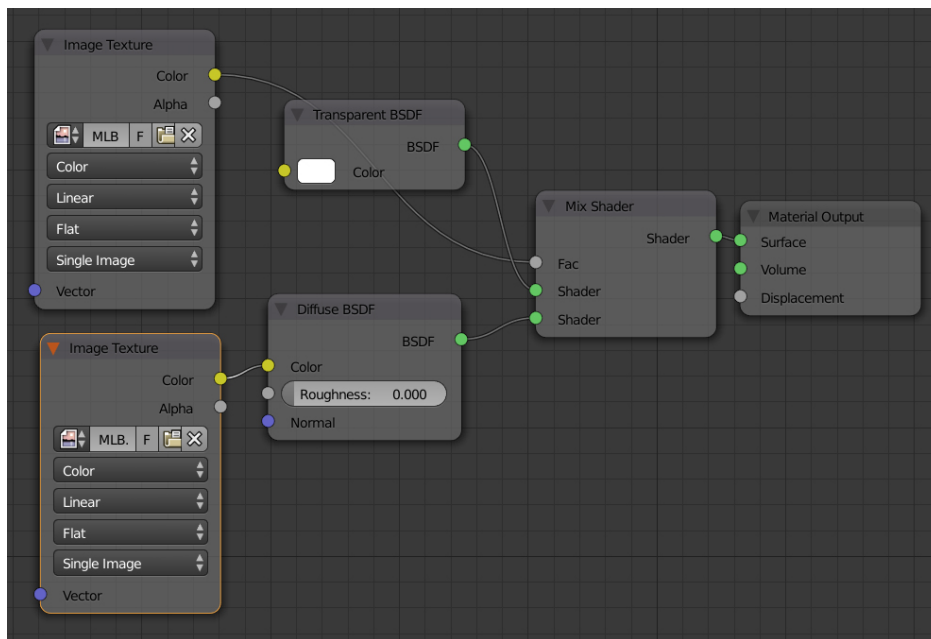 Image Texture
Color
Alpha
MLB F
Color
Linear
Flat
Single Image
Vector
Transparent BSDF
BSDF
Color
Mix Shader
Shader
Fac
Shader
Shader
Material Output
Surface
Volume
Displacement
Image Texture
Color
Alpha
MLB. F
Color
Linear
Flat
Single Image
Vector
Diffuse BSDF
BSDF
Color
Roughness: 0.000
Normal